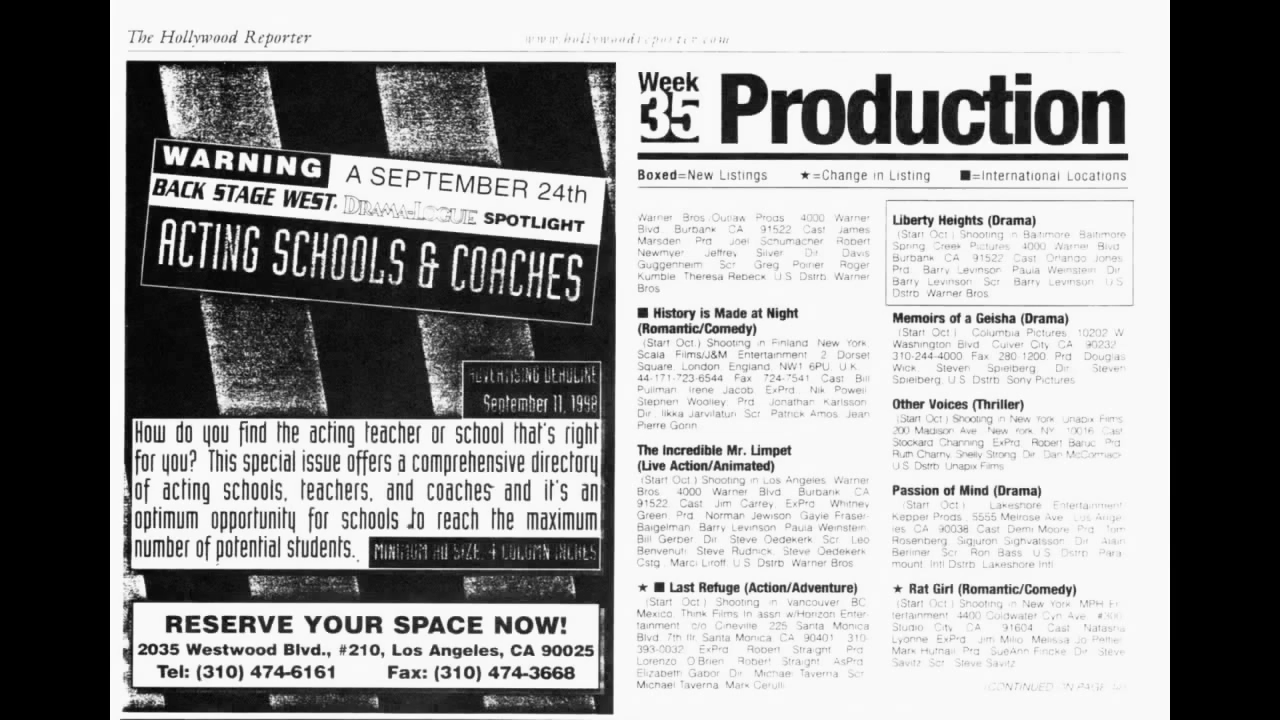 The Hollywood Reporter
www.hollywoodreporter.com
WARNING
A SEPTEMBER 24th
BACK STAGE WEST. DRAMA-LOGUE SPOTLIGHT
ACTING SCHOOLS & COACHES
ADVERTISING DEADLINE
September 11, 1998
How do you find the acting teacher or school that's right
for you? This special issue offers a comprehensive directory
of acting schools, teachers, and coaches and it's an
optimum opportunity for schools to reach the maximum
number of potential students.
MINIMUM AD SIZE, 4 COLUMN INCHES
RESERVE YOUR SPACE NOW!
2035 Westwood Blvd., #210, Los Angeles, CA 90025
Tel: (310) 474-6161 Fax: (310) 474-3668
Week
35
Production
Boxed=New Listings ★=Change in Listing ■=International Locations
Warner Bros./Outlaw Prods. 4000 Warner
Blvd. Burbank CA 91522 Cast James
Marsden Prd Joel Schumacher Robert
Newmyer Jeffrey Silver Dir Davis
Guggenheim Scr Greg Poirier Roger
Kumble Theresa Rebeck U.S Dstrb Warner
Bros
■ History is Made at Night
(Romantic/Comedy)
(Start Oct.) Shooting in Finland New York.
Scala Films/J&M Entertainment 2 Dorset
Square, London, England, NW1 6PU, U.K.
44-171-723-6544 Fax 724-7541 Cast Bill
Pullman, Irene Jacob ExPrd Nik Powell
Stephen Woolley Prd Jonathan Karlsson
Dir Ilkka Jarvilaturi Scr Patrick Amos, Jean
Pierre Gorin
The Incredible Mr. Limpet
(Live Action/Animated)
(Start Oct.) Shooting in Los Angeles. Warner
Bros. 4000 Warner Blvd Burbank CA
91522 Cast Jim Carrey ExPrd Whitney
Green Prd Norman Jewison Gayle Fraser
Baigelman Barry Levinson Paula Weinstein
Bill Gerber Dir Steve Oedekerk Scr Leo
Benvenuti Steve Rudnick, Steve Oedekerk
Cstg Marci Liroff, U.S Dstrb Warner Bros
★ ■ Last Refuge (Action/Adventure)
(Start Oct.) Shooting in Vancouver BC
Mexico. Think Films In assn w/Horizon Enter-
tainment c/o Cineville 225 Santa Monica
Blvd 7th flr. Santa Monica CA 90401 310-
393-0032 ExPrd Robert Straight Prd
Lorenzo O'Brien Robert Straight AsPrd
Elizabeth Gabor Dir Michael Taverna Scr
Michael Taverna, Mark Cerulli
Liberty Heights (Drama)
(Start Oct.) Shooting in Baltimore Baltimore
Spring Creek Pictures 4000 Warner Blvd
Burbank CA 91522 Cast Orlando Jones
Prd Barry Levinson Paula Weinstein Dir
Barry Levinson Scr Barry Levinson U.S
Dstrb Warner Bros
Memoirs of a Geisha (Drama)
(Start Oct.) Columbia Pictures 10202 W
Washington Blvd Culver City CA 90232
310-244-4000 Fax 280-1200 Prd Douglas
Wick Steven Spielberg Dir Steven
Spielberg, U.S Dstrb Sony Pictures
Other Voices (Thriller)
(Start Oct.) Shooting in New York Unapix Films
200 Madison Ave New York, NY 10016 Cast
Stockard Channing ExPrd Robert Baruc Prd
Ruth Charny, Shelly Strong Dir Dan McCormack
U.S Dstrb Unapix Films
Passion of Mind (Drama)
(Start Oct.) Lakeshore Entertainment
Kepper Prods. 5555 Melrose Ave Los Ange-
les CA 90038 Cast Demi Moore Prd Tom
Rosenberg Sigurjon Sighvatsson Dir Alain
Berliner Scr Ron Bass U.S Dstrb Para-
mount Intl Dstrb Lakeshore Intl
★ Rat Girl (Romantic/Comedy)
(Start Oct.) Shooting in New York MPH En-
tertainment 4400 Coldwater Cyn Ave #300
Studio City CA 91604 Cast Natasha
Lyonne ExPrd Jim Milio Melissa Jo Peltier
Mark Hufnail Prd SueAnn Fincke Dir Steve
Savitz Scr Steve Savitz
(CONTINUED ON PAGE